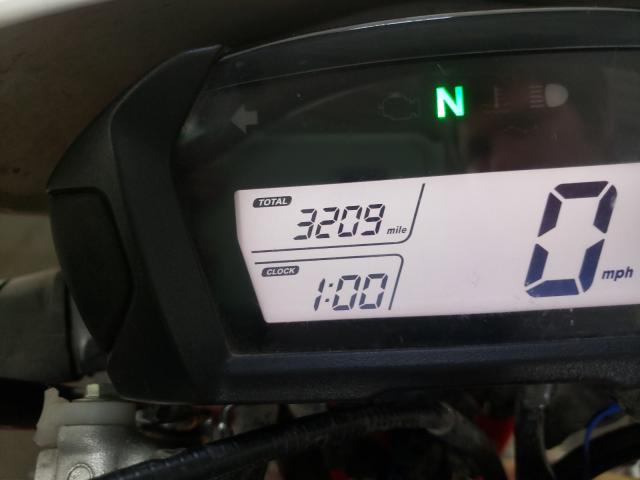 N
TOTAL
3209 mile
0 mph
CLOCK
1:00